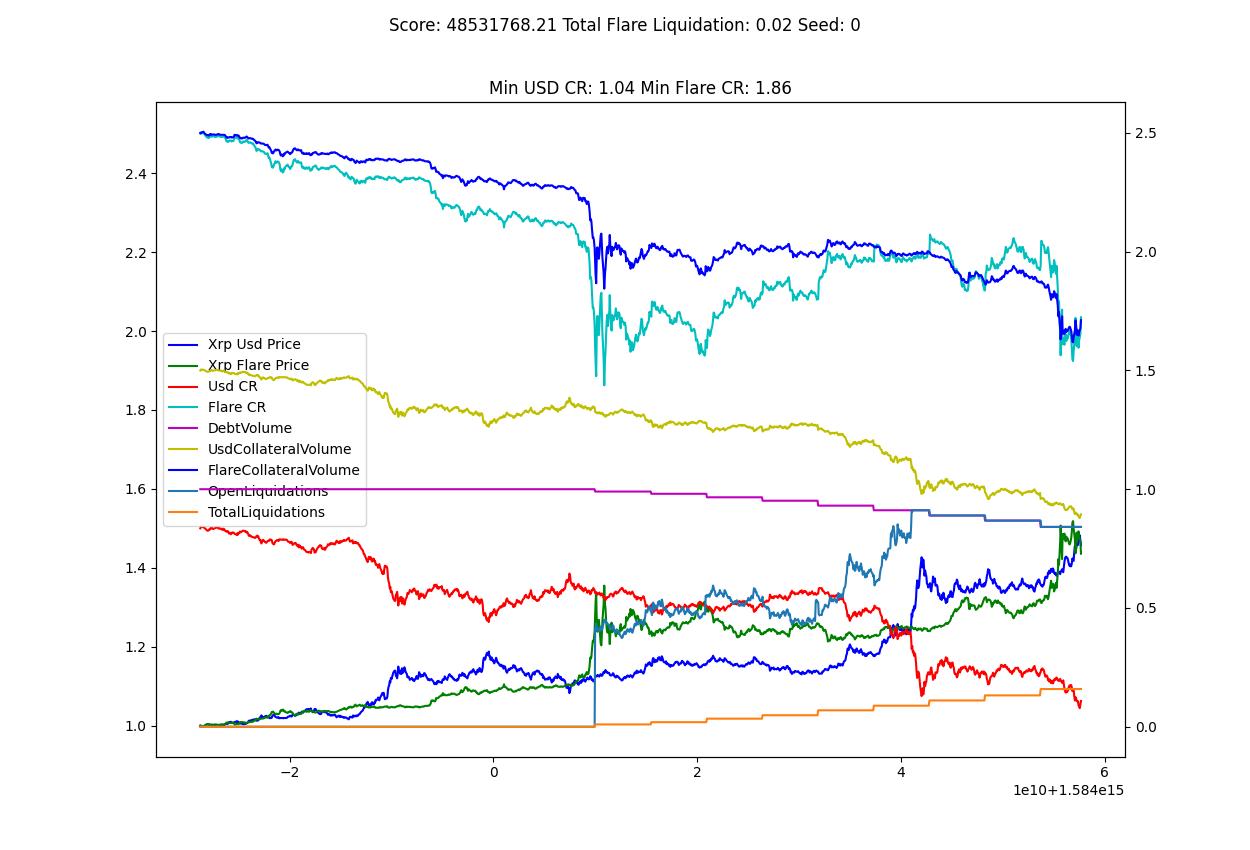 Score: 48531768.21 Total Flare Liquidation: 0.02 Seed: 0
Min USD CR: 1.04 Min Flare CR: 1.86
2.4
2.2
2.0
1.8
1.6
1.4
1.2
1.0
Xrp Usd Price
Xrp Flare Price
Usd CR
Flare CR
DebtVolume
UsdCollateralVolume
FlareCollateralVolume
OpenLiquidations
TotalLiquidations
2.5
2.0
1.5
1.0
0.5
0.0
−2 0 2 4 6
1e10+1.584e15